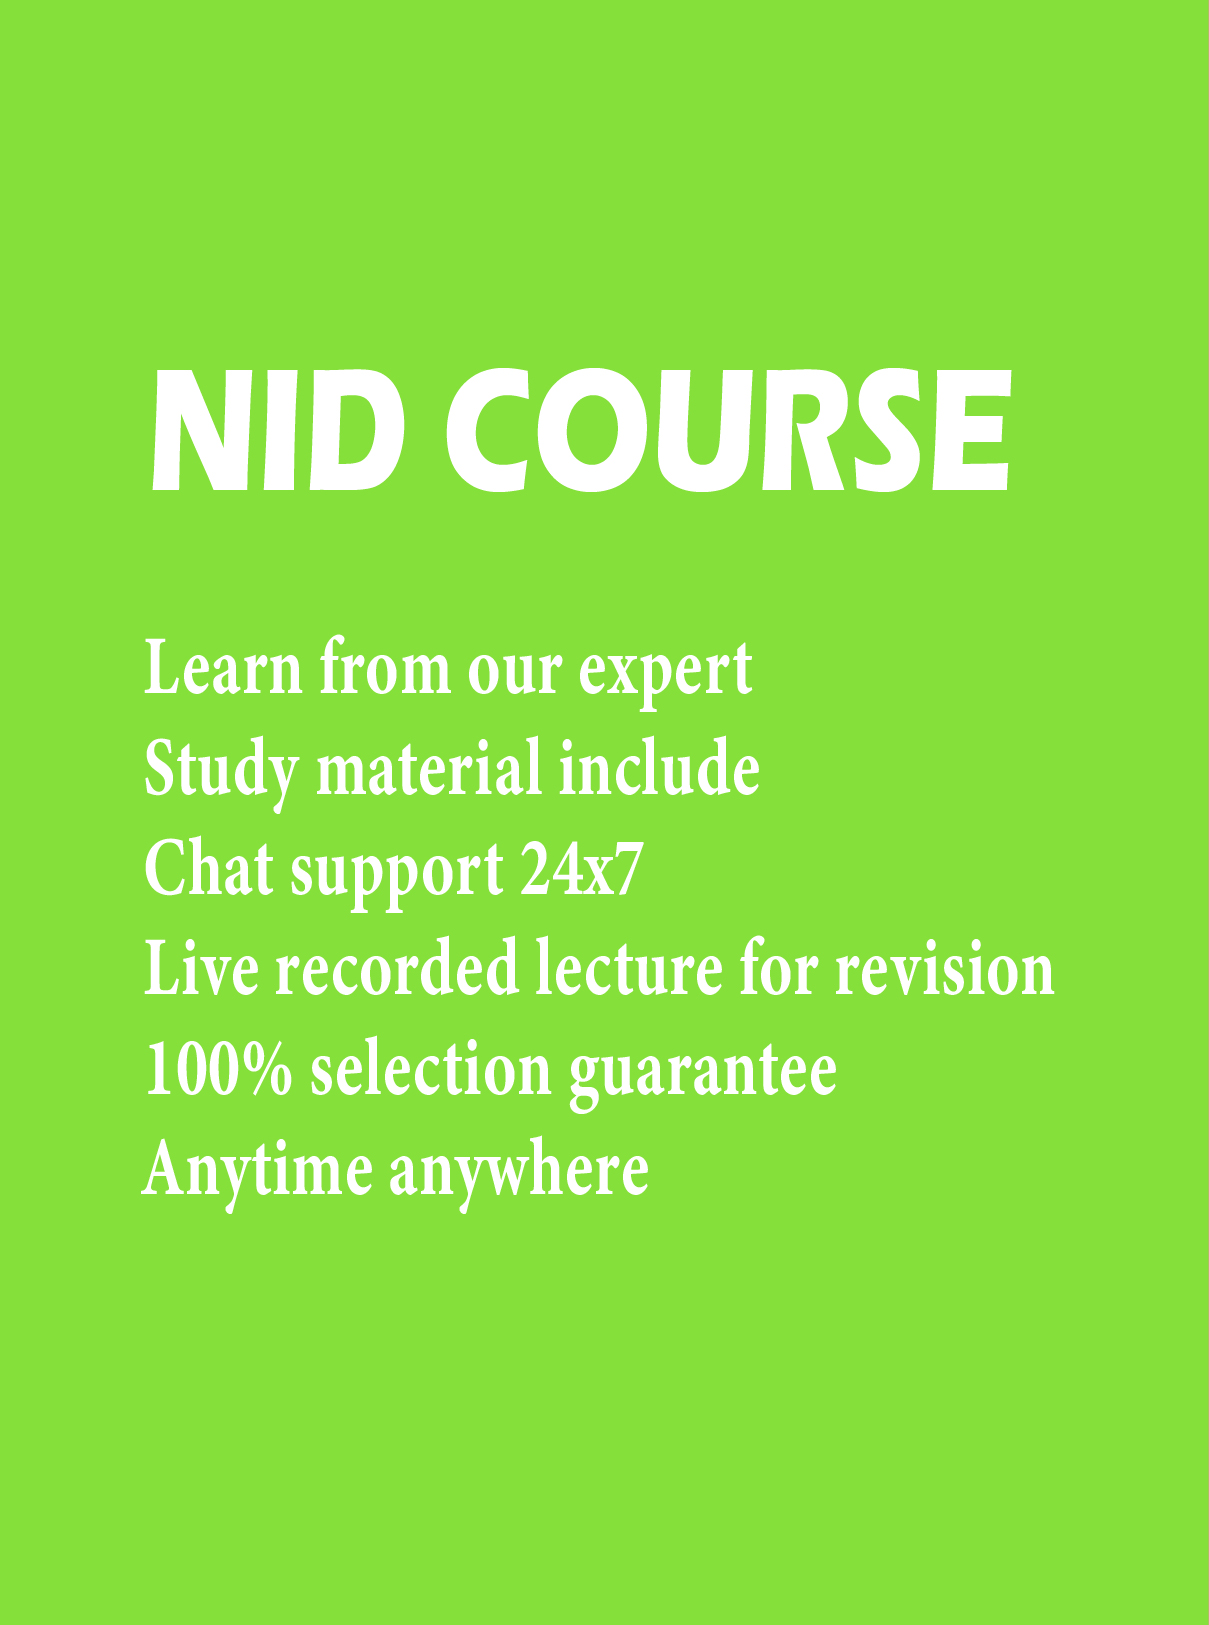 NID COURSE
Learn from our expert
Study material include
Chat support 24x7
Live recorded lecture for revision
100% selection guarantee
Anytime anywhere